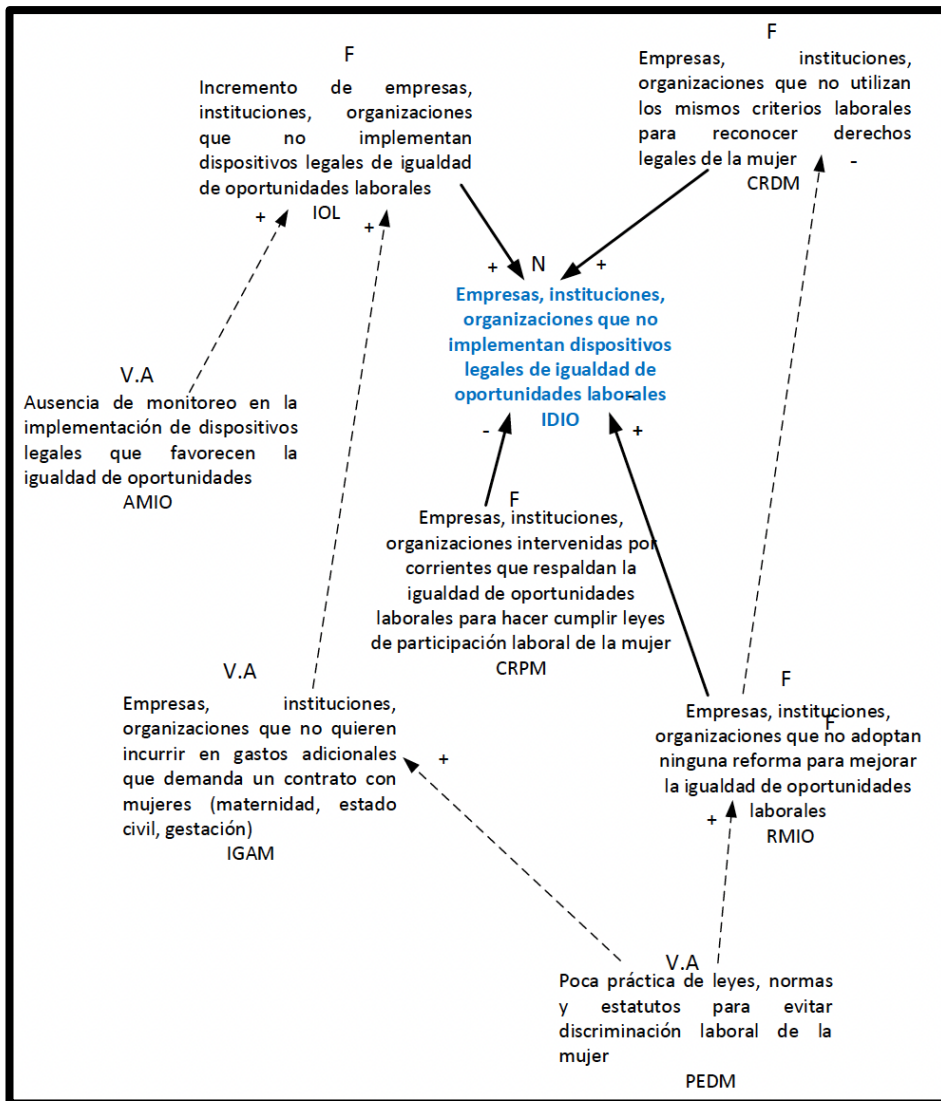 F
Incremento de empresas,
instituciones, organizaciones
que no implementan
dispositivos legales de igualdad
de oportunidades laborales
+ IOL +
F
Empresas, instituciones,
organizaciones que no utilizan
los mismos criterios laborales
para reconocer derechos
legales de la mujer -
CRDM
+ N +
Empresas, instituciones,
organizaciones que no
implementan dispositivos
legales de igualdad de
oportunidades laborales
-
IDIO
- +
V.A
Ausencia de monitoreo en la
implementación de dispositivos
legales que favorecen la
igualdad de oportunidades
AMIO
F
Empresas, instituciones,
organizaciones intervenidas por
corrientes que respaldan la
igualdad de oportunidades
laborales para hacer cumplir leyes
de participación laboral de la mujer
CRPM
V.A
Empresas, instituciones,
organizaciones que no quieren
incurrir en gastos adicionales
que demanda un contrato con +
mujeres (maternidad, estado
civil, gestación)
IGAM
F
Empresas, instituciones,
F
organizaciones que no adoptan
ninguna reforma para mejorar
la igualdad de oportunidades
laborales
+ RMIO
V.A
Poca práctica de leyes, normas
y estatutos para evitar
discriminación laboral de la
mujer
PEDM